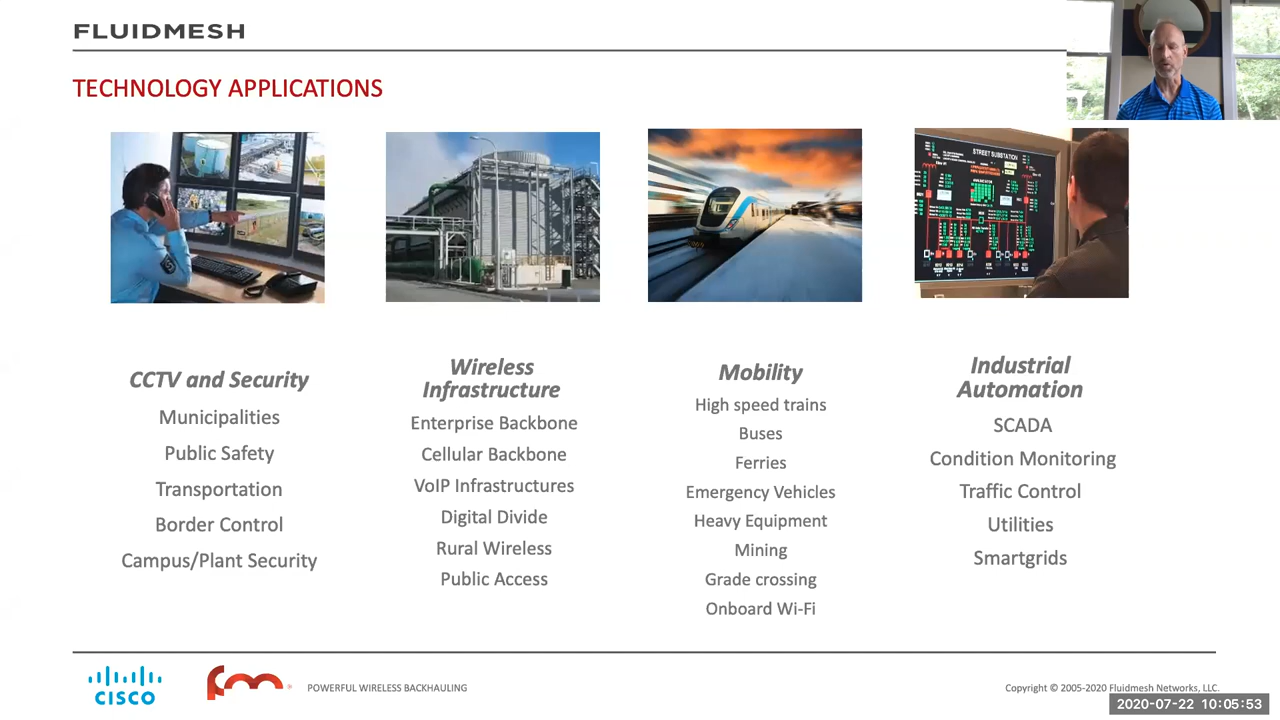 FLUIDMESH
TECHNOLOGY APPLICATIONS
STREET SUBSTATION
CCTV and Security
Municipalities
Public Safety
Transportation
Border Control
Campus/Plant Security
Wireless
Infrastructure
Enterprise Backbone
Cellular Backbone
VoIP Infrastructures
Digital Divide
Rural Wireless
Public Access
Mobility
High speed trains
Buses
Ferries
Emergency Vehicles
Heavy Equipment
Mining
Grade crossing
Onboard Wi-Fi
Industrial
Automation
SCADA
Condition Monitoring
Traffic Control
Utilities
Smartgrids
CISCO
fm
POWERFUL WIRELESS BACKHAULING
Copyright © 2005-2020 Fluidmesh Networks, LLC.
2020-07-22 10:05:53